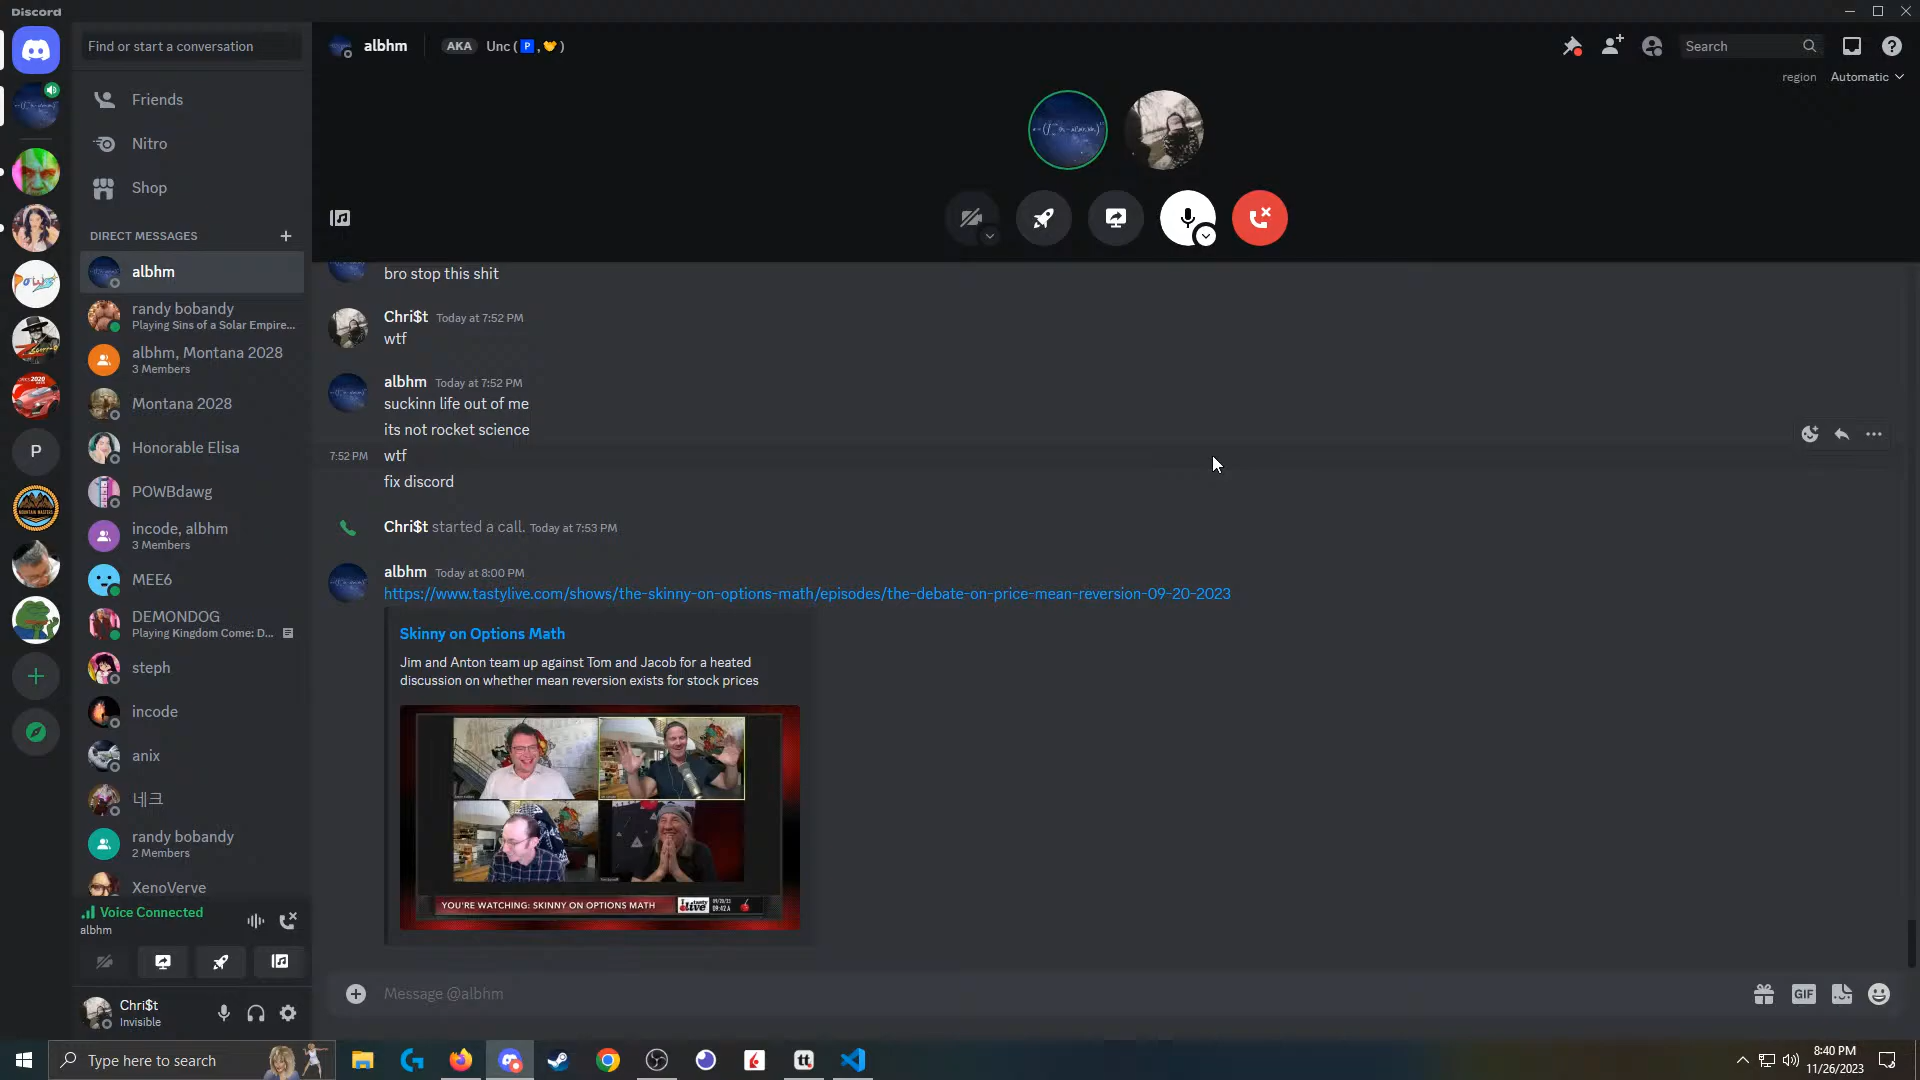 Discord
Find or start a conversation
Friends
Nitro
Shop
DIRECT MESSAGES
albhm
randy bobandy
Playing Sins of a Solar Empire...
albhm, Montana 2028
3 Members
Montana 2028
Honorable Elisa
POWBdawg
incode, albhm
3 Members
MEE6
DEMONDOG
Playing Kingdom Come: D...
steph
incode
anix
네크
randy bobandy
2 Members
XenoVerve
P
Voice Connected
albhm
Chri$t
Invisible
albhm AKA Unc ( 🅿️ , 🤝 )
Search
region Automatic
bro stop this shit
Chri$t Today at 7:52 PM
wtf
albhm Today at 7:52 PM
suckinn life out of me
its not rocket science
7:52 PM wtf
fix discord
Chri$t started a call. Today at 7:53 PM
albhm Today at 8:00 PM
https://www.tastylive.com/shows/the-skinny-on-options-math/episodes/the-debate-on-price-mean-reversion-09-20-2023
Skinny on Options Math
Jim and Anton team up against Tom and Jacob for a heated
discussion on whether mean reversion exists for stock prices
YOU'RE WATCHING: SKINNY ON OPTIONS MATH
Message @albhm
GIF
Type here to search
tt
8:40 PM
11/26/2023